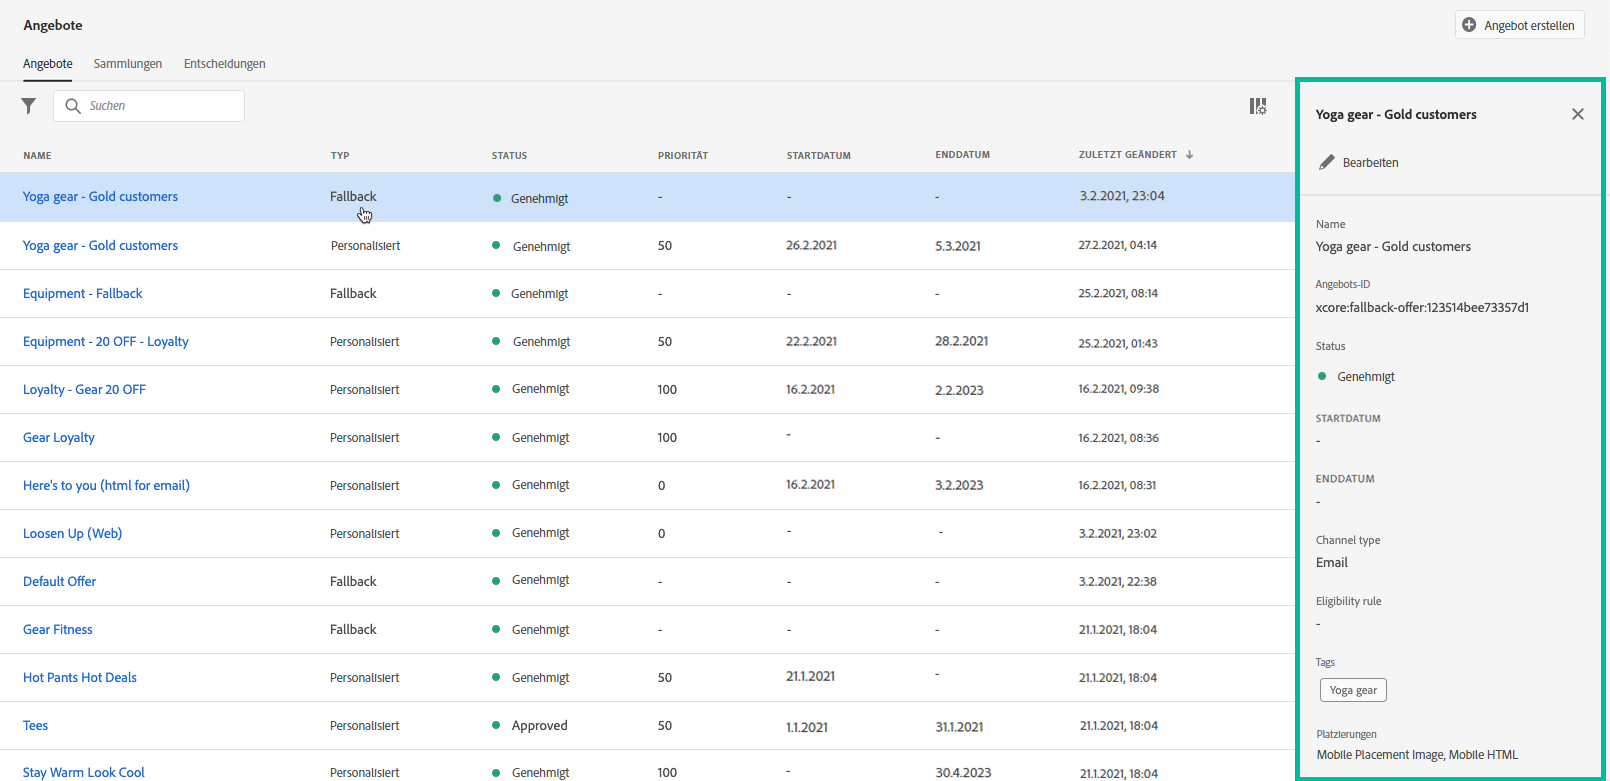 Angebote
Angebot erstellen
Angebote Sammlungen Entscheidungen
Suchen
NAME TYP STATUS PRIORITÄT STARTDATUM ENDDATUM ZULETZT GEÄNDERT
Yoga gear - Gold customers Fallback Genehmigt - - - 3.2.2021, 23:04
Yoga gear - Gold customers Personalisiert Genehmigt 50 26.2.2021 5.3.2021 27.2.2021, 04:14
Equipment - Fallback Fallback Genehmigt - - - 25.2.2021, 08:14
Equipment - 20 OFF - Loyalty Personalisiert Genehmigt 50 22.2.2021 28.2.2021 25.2.2021, 01:43
Loyalty - Gear 20 OFF Personalisiert Genehmigt 100 16.2.2021 2.2.2023 16.2.2021, 09:38
Gear Loyalty Personalisiert Genehmigt 100 - - 16.2.2021, 08:36
Here's to you (html for email) Personalisiert Genehmigt 0 16.2.2021 3.2.2023 16.2.2021, 08:31
Loosen Up (Web) Personalisiert Genehmigt 0 - - 3.2.2021, 23:02
Default Offer Fallback Genehmigt - - - 3.2.2021, 22:38
Gear Fitness Fallback Genehmigt - - - 21.1.2021, 18:04
Hot Pants Hot Deals Personalisiert Genehmigt 50 21.1.2021 - 21.1.2021, 18:04
Tees Personalisiert Approved 50 1.1.2021 31.1.2021 21.1.2021, 18:04
Stay Warm Look Cool Personalisiert Genehmigt 100 - 30.4.2023 21.1.2021, 18:04
Yoga gear - Gold customers
Bearbeiten
Name
Yoga gear - Gold customers
Angebots-ID
xcore:fallback-offer:123514bee73357d1
Status
Genehmigt
STARTDATUM
-
ENDDATUM
-
Channel type
Email
Eligibility rule
-
Tags
Yoga gear
Platzierungen
Mobile Placement Image, Mobile HTML